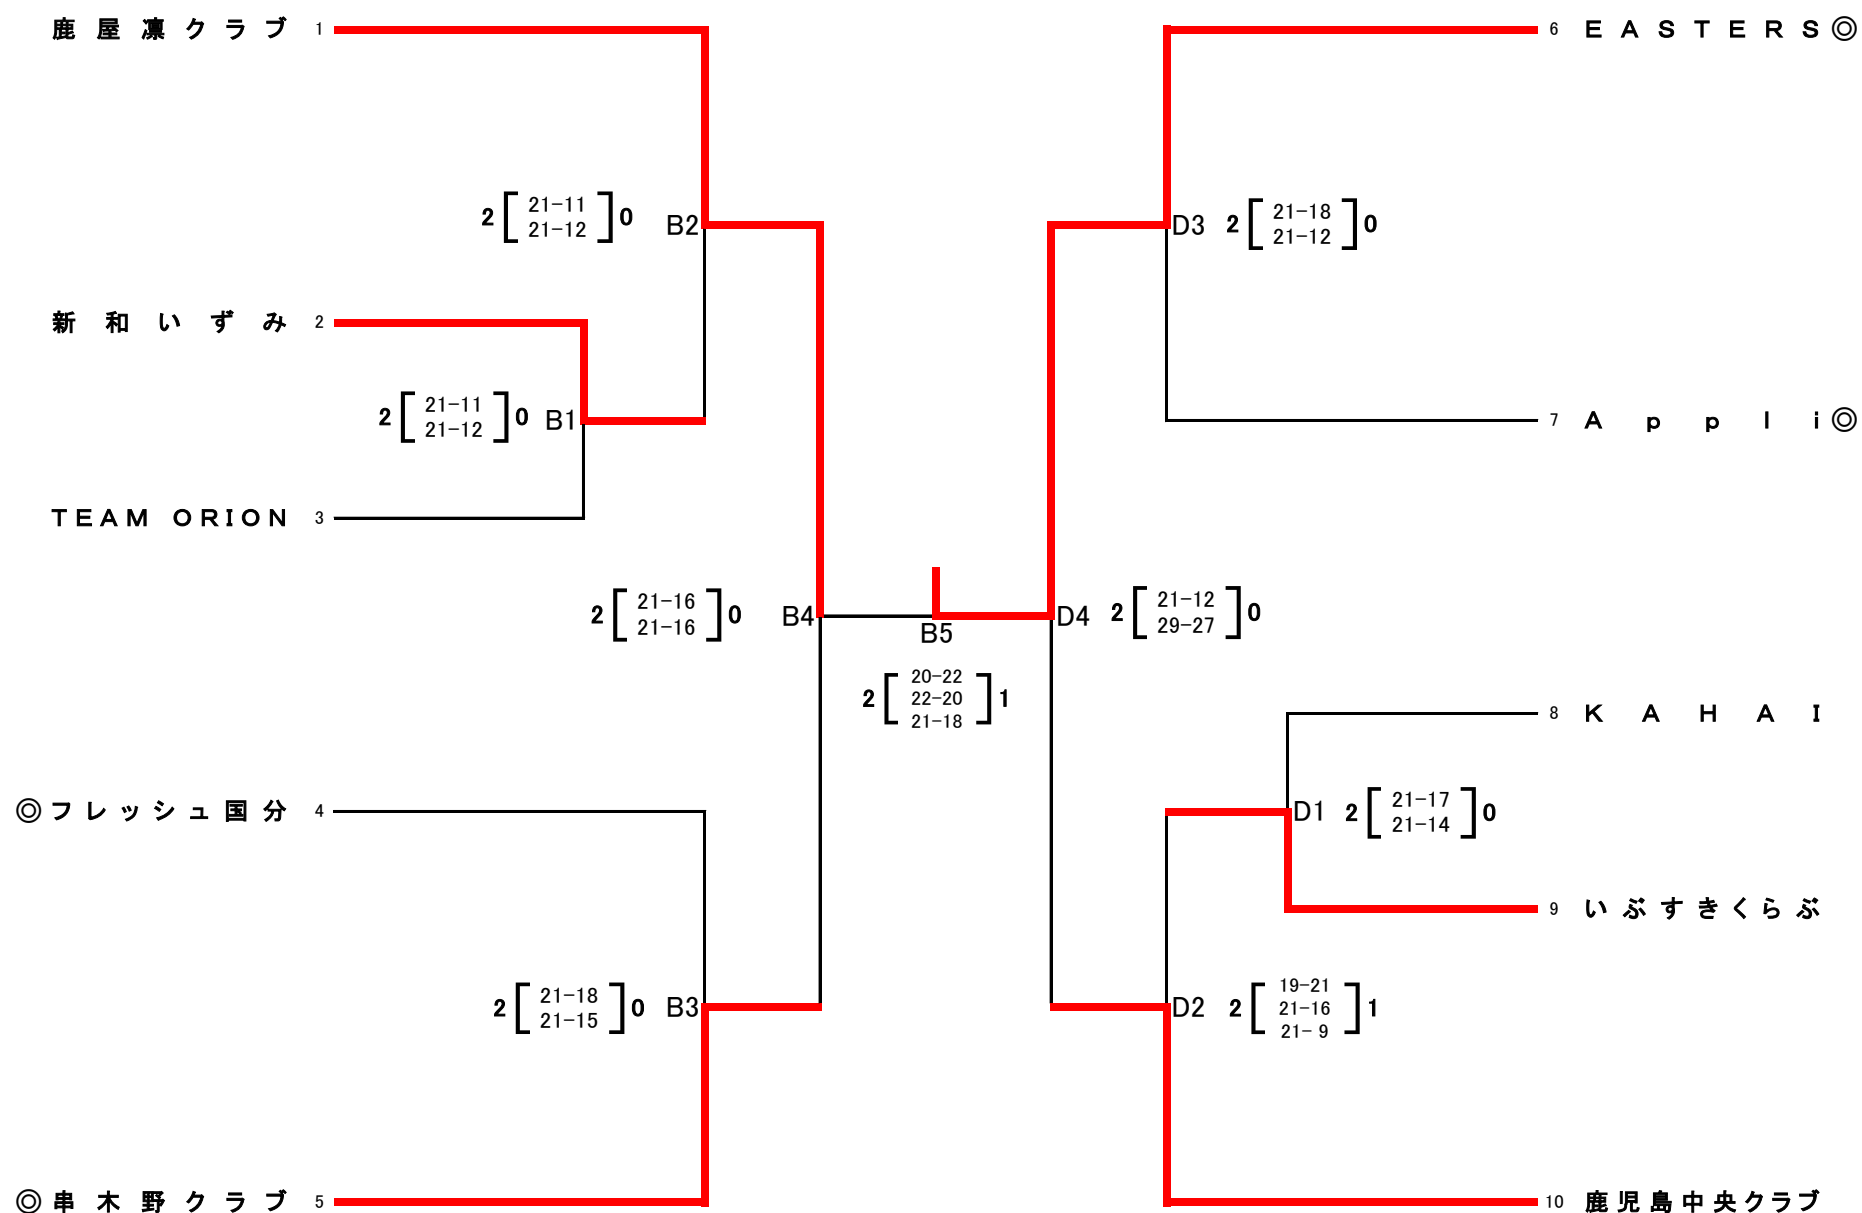 鹿屋凛クラブ 1
6 EASTERS◎
2 [ 21-11 ] 0 B2
21-12
D3 2 [ 21-18 ] 0
21-12
新和いずみ 2
2 [ 21-11 ] 0 B1
21-12
7 Appli◎
TEAM ORION 3
2 [ 21-16 ] 0 B4
21-16
B5
2 [ 20-22 ] 1
22-20
21-18
D4 2 [ 21-12 ] 0
29-27
8 KAHAI
◎フレッシュ国分 4
D1 2 [ 21-17 ] 0
21-14
9 いぶすきくらぶ
2 [ 21-18 ] 0 B3
21-15
D2 2 [ 19-21 ] 1
21-16
21- 9
◎串木野クラブ 5
10 鹿児島中央クラブ